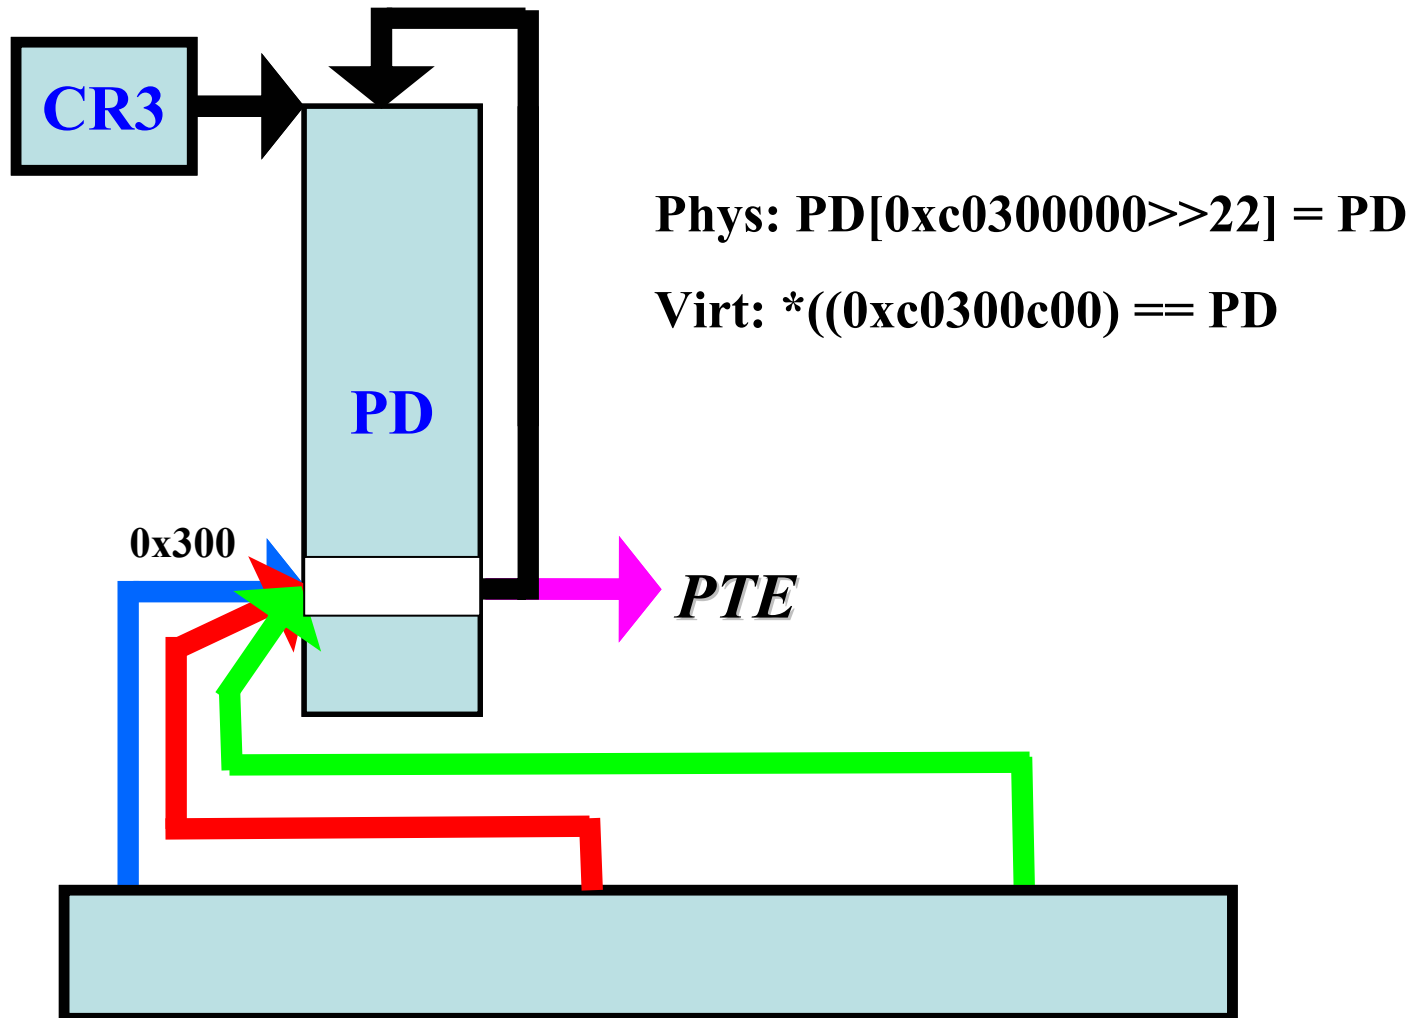 CR3
Phys: PD[0xc0300000>>22] = PD
Virt: *((0xc0300c00) == PD
PD
0x300
PTE